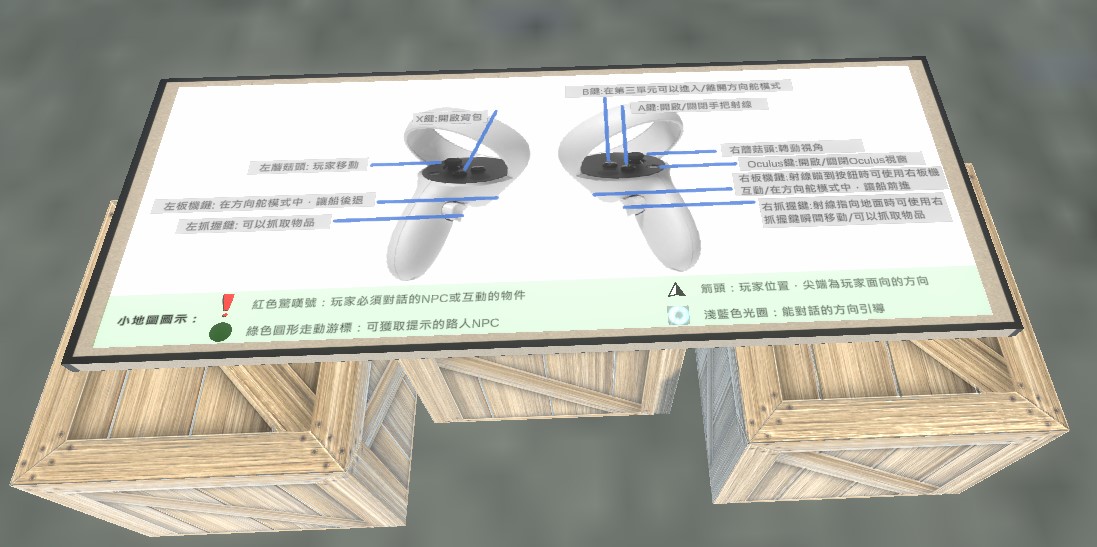 B鍵:在第三單元可以進入/離開方向舵模式
A鍵:開啟/關閉手把射線
X鍵:開啟背包
左蘑菇頭: 玩家移動
左板機鍵: 在方向舵模式中，讓船後退
左抓握鍵: 可以抓取物品
右蘑菇頭:轉動視角
Oculus鍵:開啟/關閉Oculus視窗
右板機鍵:射線瞄到按鈕時可使用右板機
互動/在方向舵模式中，讓船前進
右抓握鍵:射線指向地面時可使用右
抓握鍵瞬間移動/可以抓取物品
小地圖圖示：
紅色驚嘆號：玩家必須對話的NPC或互動的物件
綠色圓形走動游標：可獲取提示的路人NPC
箭頭：玩家位置，尖端為玩家面向的方向
淺藍色光圈：能對話的方向引導